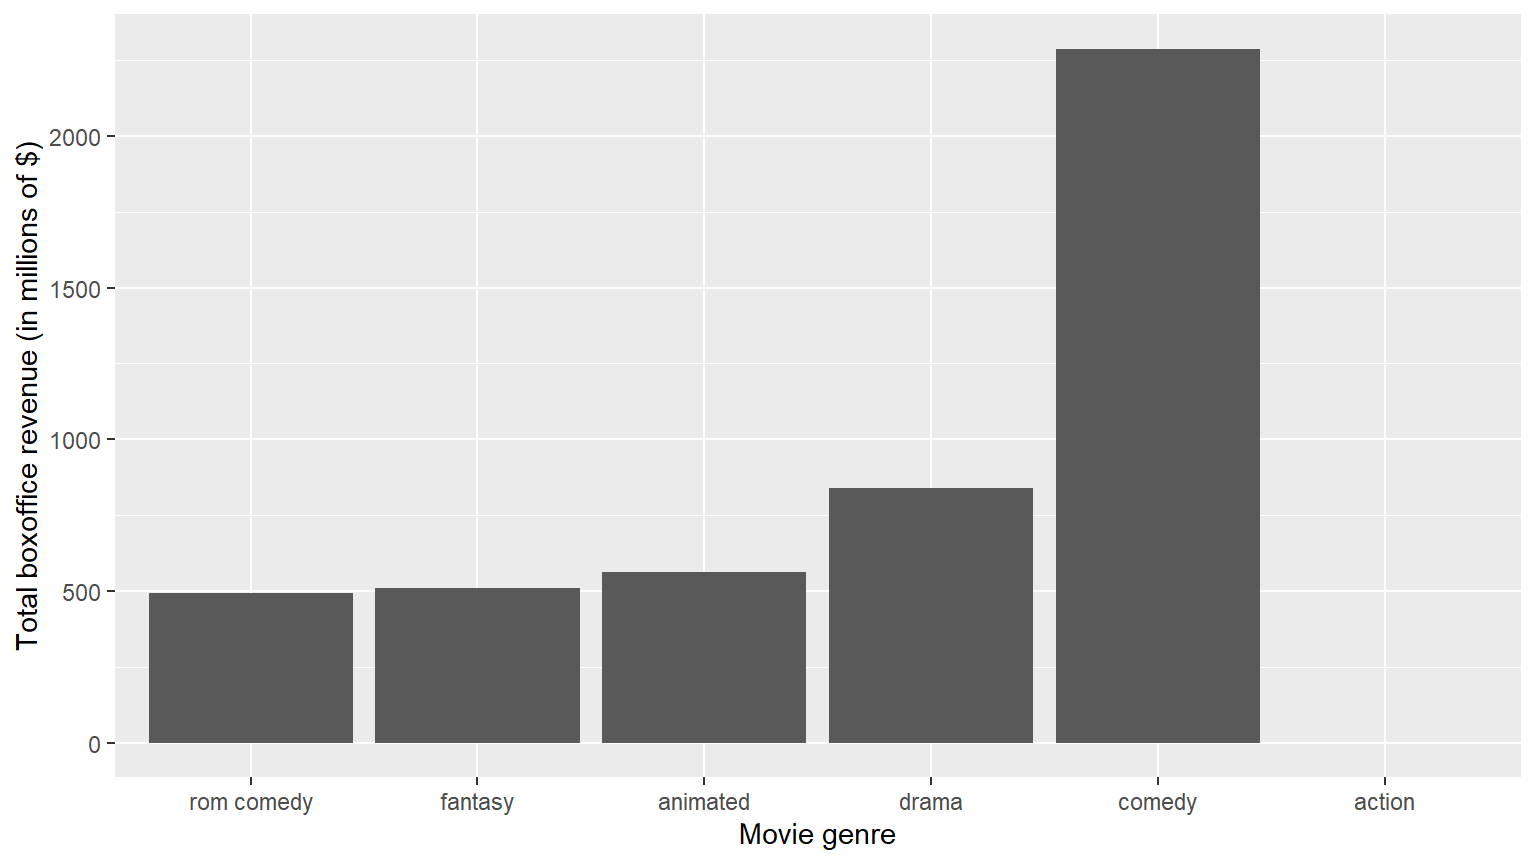 Total boxoffice revenue (in millions of $)
2000
1500
1000
500
0
rom comedy fantasy animated drama comedy action
Movie genre